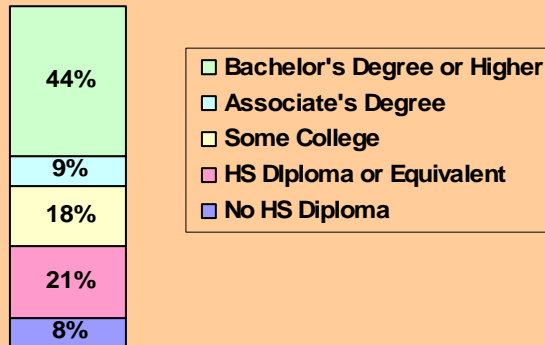 44%
9%
18%
21%
8%
Bachelor's Degree or Higher
Associate's Degree
Some College
HS DIploma or Equivalent
No HS Diploma